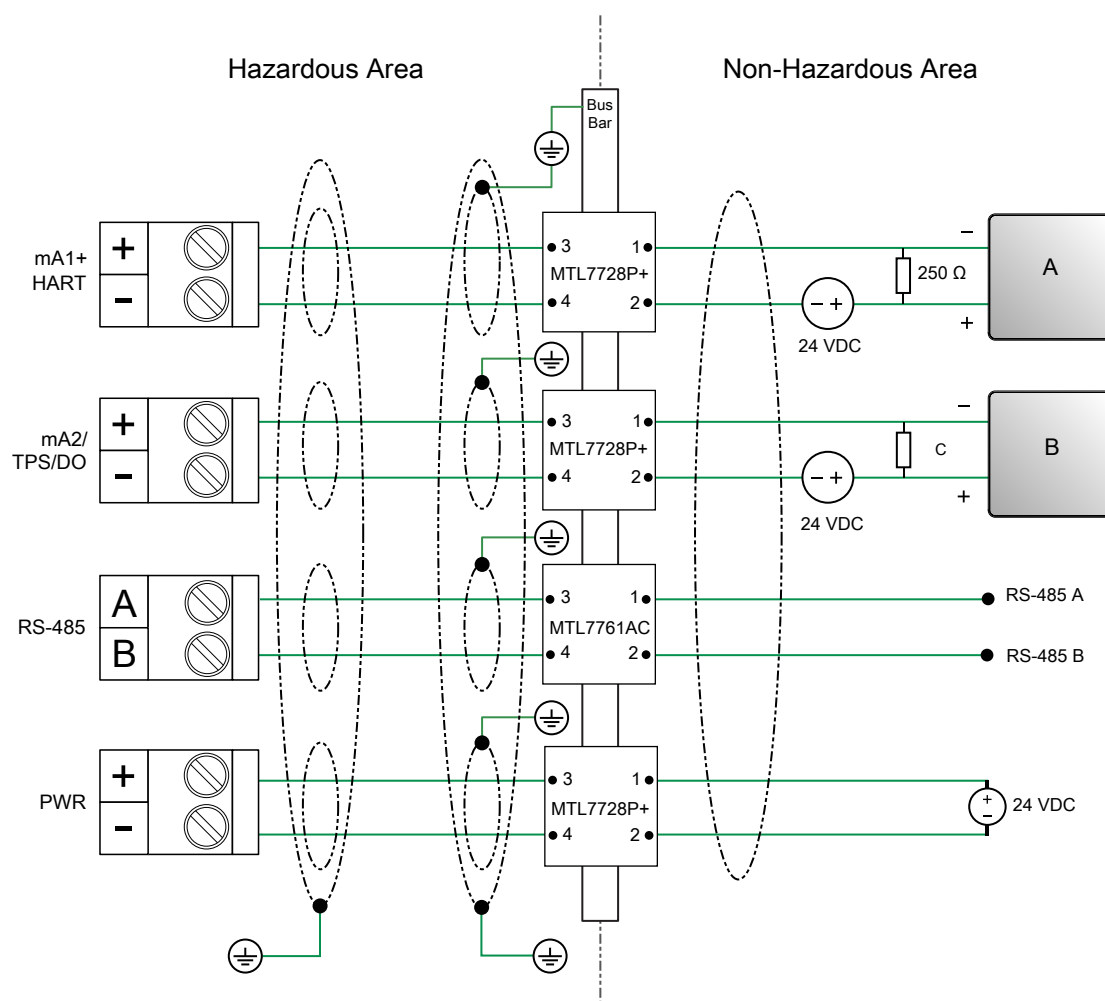 Hazardous Area
Non-Hazardous Area
Bus
Bar
mA1+
HART
+
-
3
4
MTL7728P+
1
2
- +
24 VDC
250 Ω
-
+
A
mA2/
TPS/DO
+
-
3
4
MTL7728P+
1
2
- +
24 VDC
C
-
+
B
RS-485
A
B
3
4
MTL7761AC
1
2
RS-485 A
RS-485 B
PWR
+
-
3
4
MTL7728P+
1
2
+
-
24 VDC